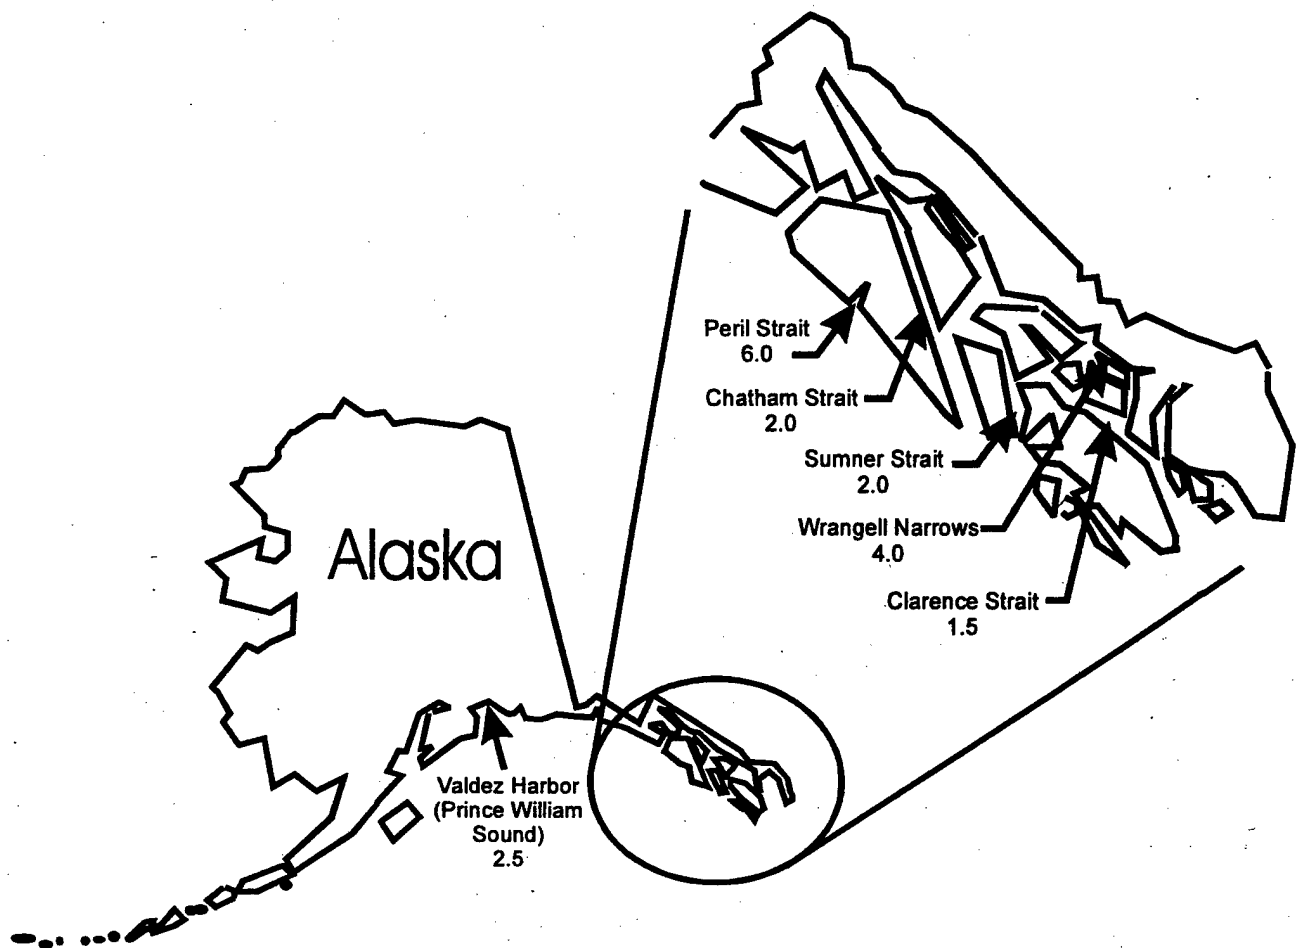 Peril Strait
6.0
Chatham Strait
2.0
Sumner Strait
2.0
Wrangell Narrows
4.0
Clarence Strait
1.5
Alaska
Valdez Harbor
(Prince William
Sound)
2.5